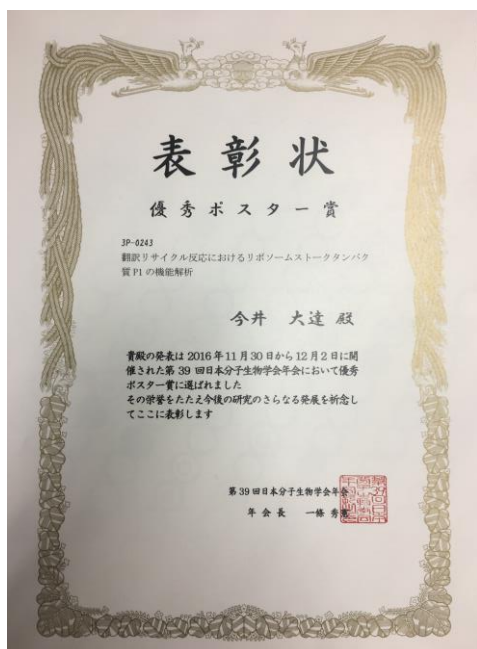 表彰状
優秀ポスター賞
3P-0243
翻訳リサイクル反応におけるリボソームストークタンパク
質 P1 の機能解析
今井 大達 殿
貴殿の発表は 2016 年 11 月 30 日から 12 月 2 日に開
催された第 39 回日本分子生物学会年会において優秀
ポスター賞に選ばれました
その栄誉をたたえ今後の研究のさらなる発展を祈念し
てここに表彰します
第 39 回日本分子生物学会年会
年 会 長 一條 秀